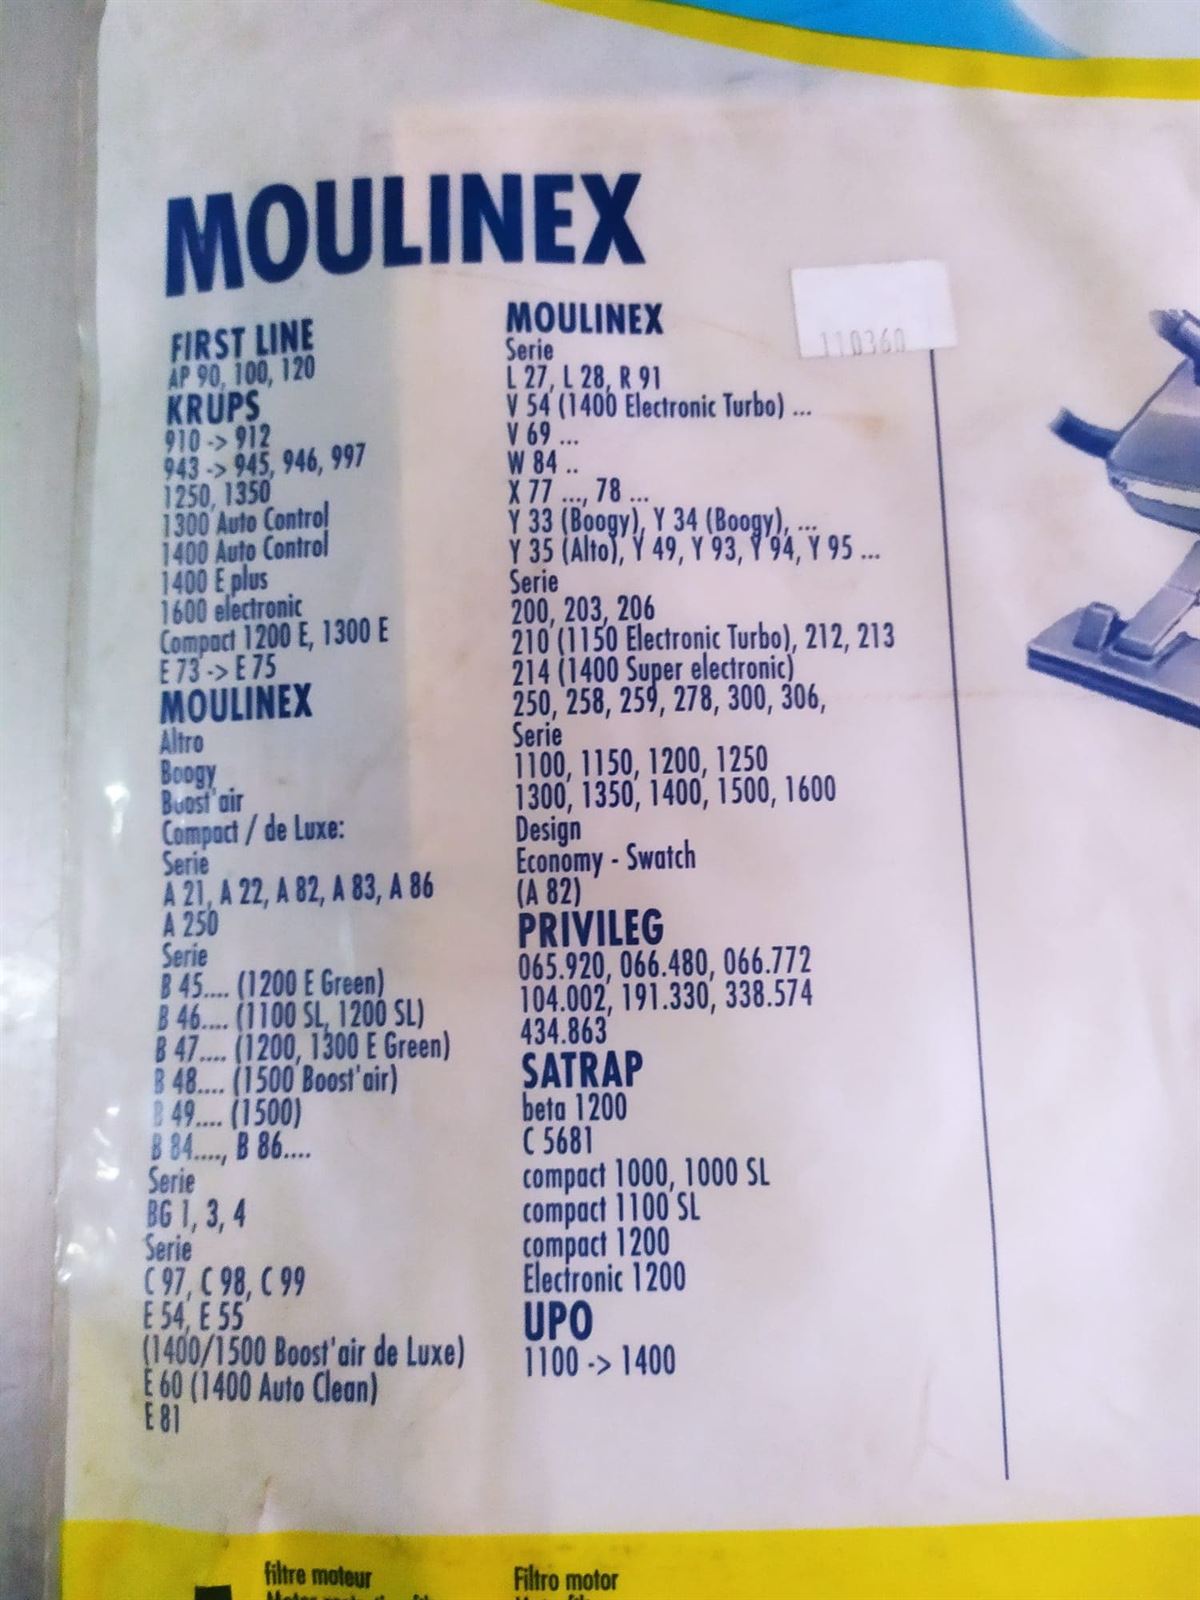 MOULINEX
FIRST LINE
AP 90, 100, 120
KRUPS
910 -> 912
943 -> 945, 946, 997
1250, 1350
1300 Auto Control
1400 Auto Control
1400 E plus
1600 electronic
Compact 1200 E, 1300 E
E 73 -> E 75
MOULINEX
Altro
Boogy
Boost'air
Compact / de Luxe:
Serie
A 21, A 22, A 82, A 83, A 86
A 250
Serie
B 45.... (1200 E Green)
B 46.... (1100 SL, 1200 SL)
B 47.... (1200, 1300 E Green)
B 48.... (1500 Boost'air)
B 49.... (1500)
B 84...., B 86....
Serie
BG 1, 3, 4
Serie
C 97, C 98, C 99
E 54, E 55
(1400/1500 Boost'air de Luxe)
E 60 (1400 Auto Clean)
E 81
MOULINEX
Serie
L 27, L 28, R 91
V 54 (1400 Electronic Turbo) ...
V 69 ...
W 84 ..
X 77 ..., 78 ...
Y 33 (Boogy), Y 34 (Boogy), ...
Y 35 (Alto), Y 49, Y 93, Y 94, Y 95 ...
Serie
200, 203, 206
210 (1150 Electronic Turbo), 212, 213
214 (1400 Super electronic)
250, 258, 259, 278, 300, 306,
Serie
1100, 1150, 1200, 1250
1300, 1350, 1400, 1500, 1600
Design
Economy - Swatch
(A 82)
PRIVILEG
065.920, 066.480, 066.772
104.002, 191.330, 338.574
434.863
SATRAP
beta 1200
C 5681
compact 1000, 1000 SL
compact 1100 SL
compact 1200
Electronic 1200
UPO
1100 -> 1400
110360
filtre moteur
Filtro motor